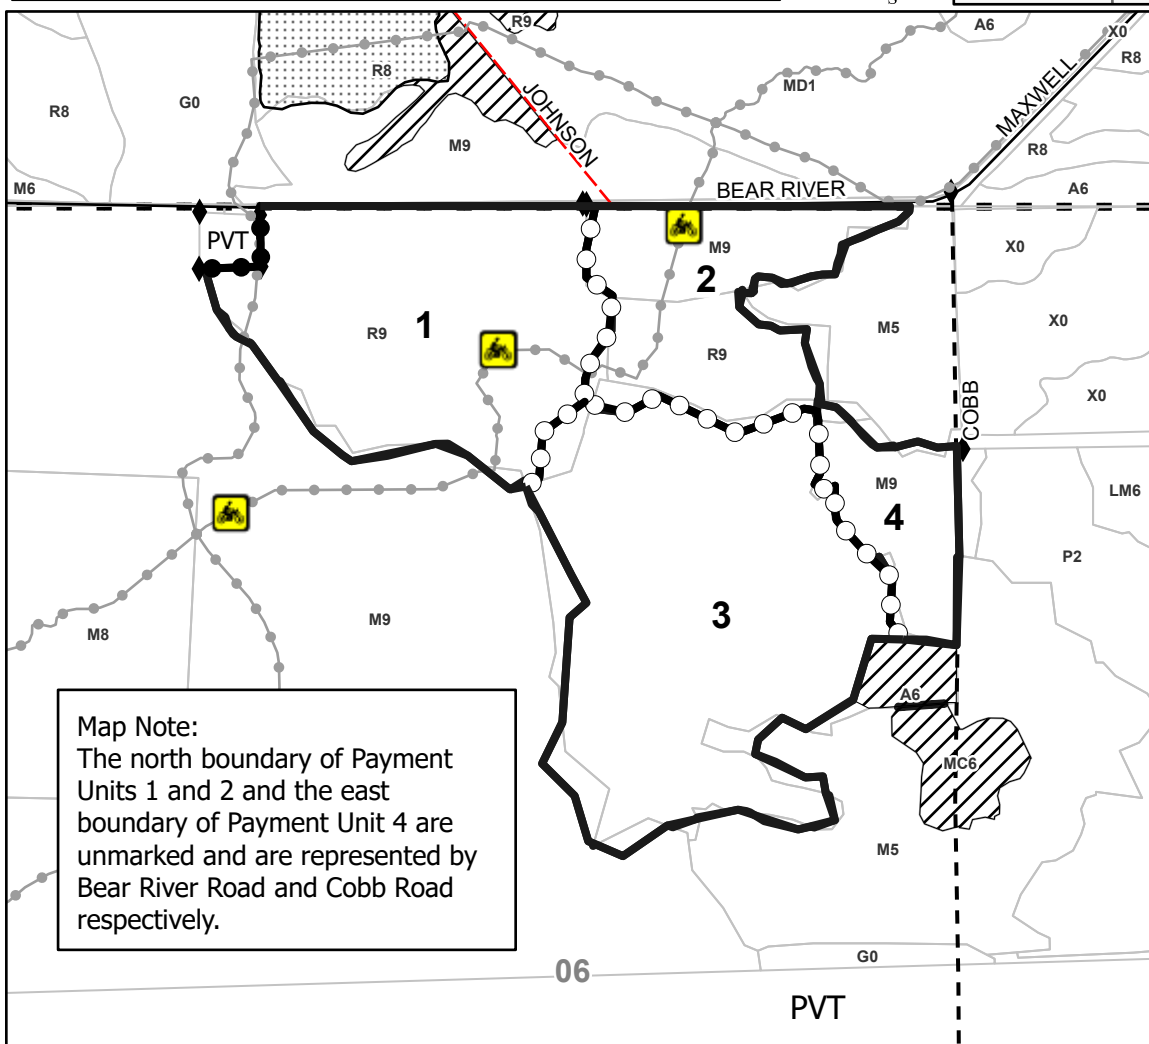 S
R9
A6
X0
R8
R8
MD1
G0
R8
JOHNSON
MAXWELL
M9
R8
M6
BEAR RIVER
A6
PVT
M9
X0
2
1
R9
M5
X0
R9
X0
COBB
M9
LM6
4
P2
3
M8
M9
A6
Map Note:
The north boundary of Payment
Units 1 and 2 and the east
boundary of Payment Unit 4 are
unmarked and are represented by
Bear River Road and Cobb Road
respectively.
MC6
M5
G0
06
PVT